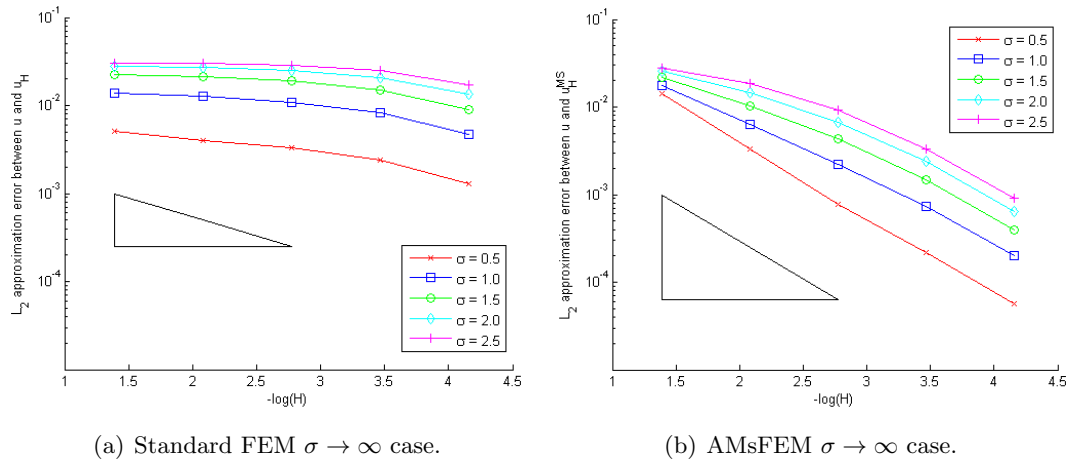 10^-1
10^-2
10^-3
10^-4
L_2 approximation error between u and u_H
1 1.5 2 2.5 3 3.5 4 4.5
-log(H)
σ = 0.5
σ = 1.0
σ = 1.5
σ = 2.0
σ = 2.5
(a) Standard FEM σ → ∞ case.
10^-1
10^-2
10^-3
10^-4
L_2 approximation error between u and u_H^MS
1 1.5 2 2.5 3 3.5 4 4.5
-log(H)
σ = 0.5
σ = 1.0
σ = 1.5
σ = 2.0
σ = 2.5
(b) AMsFEM σ → ∞ case.